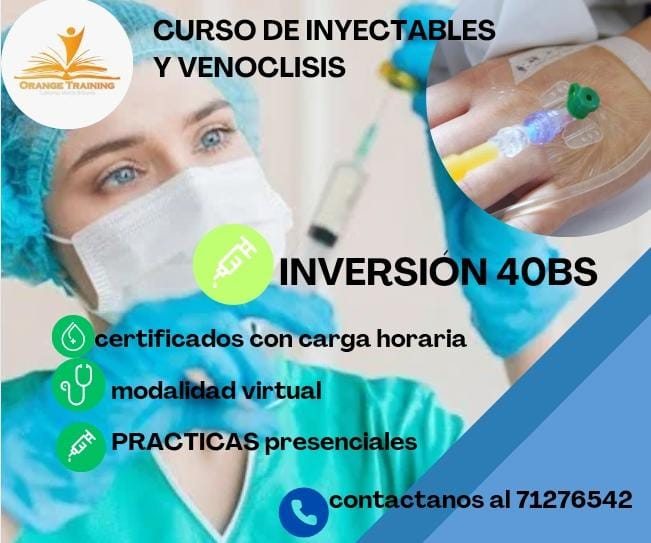 ORANGE TRAINING
CURSO DE INYECTABLES
Y VENOCLISIS
INVERSIÓN 40BS
certificados con carga horaria
modalidad virtual
PRACTICAS presenciales
contactanos al 71276542